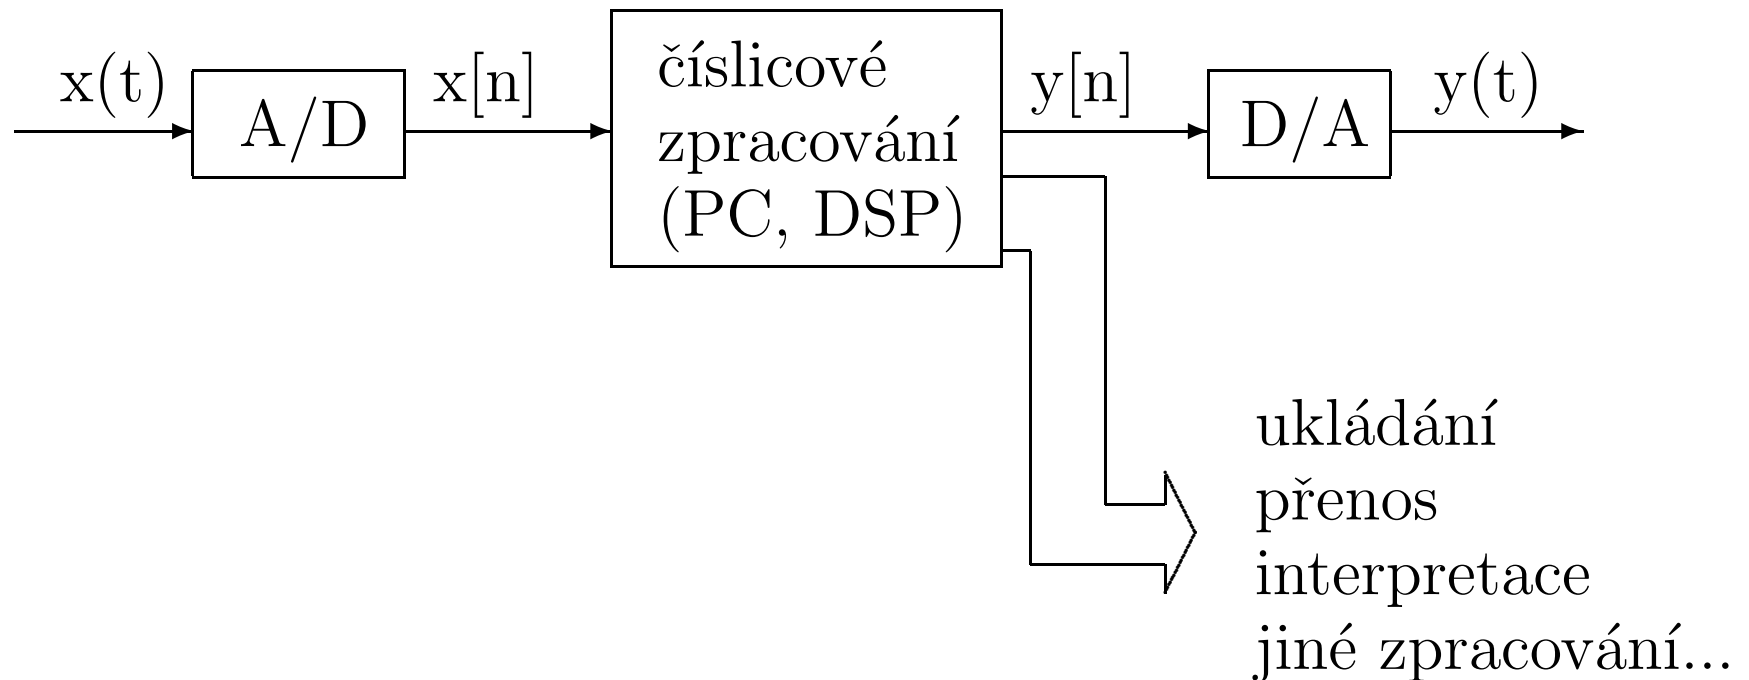 x(t)
A/D
x[n]
číslicové
zpracování
(PC, DSP)
y[n]
D/A
y(t)
ukládání
přenos
interpretace
jiné zpracování...